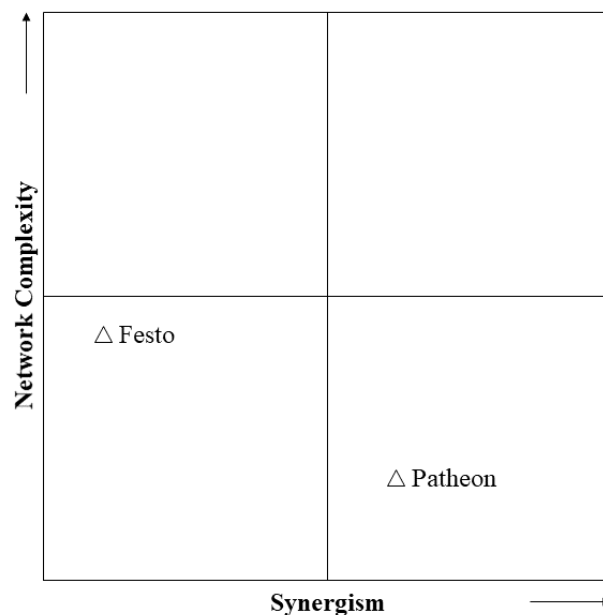 Network Complexity
△ Festo
△ Patheon
Synergism